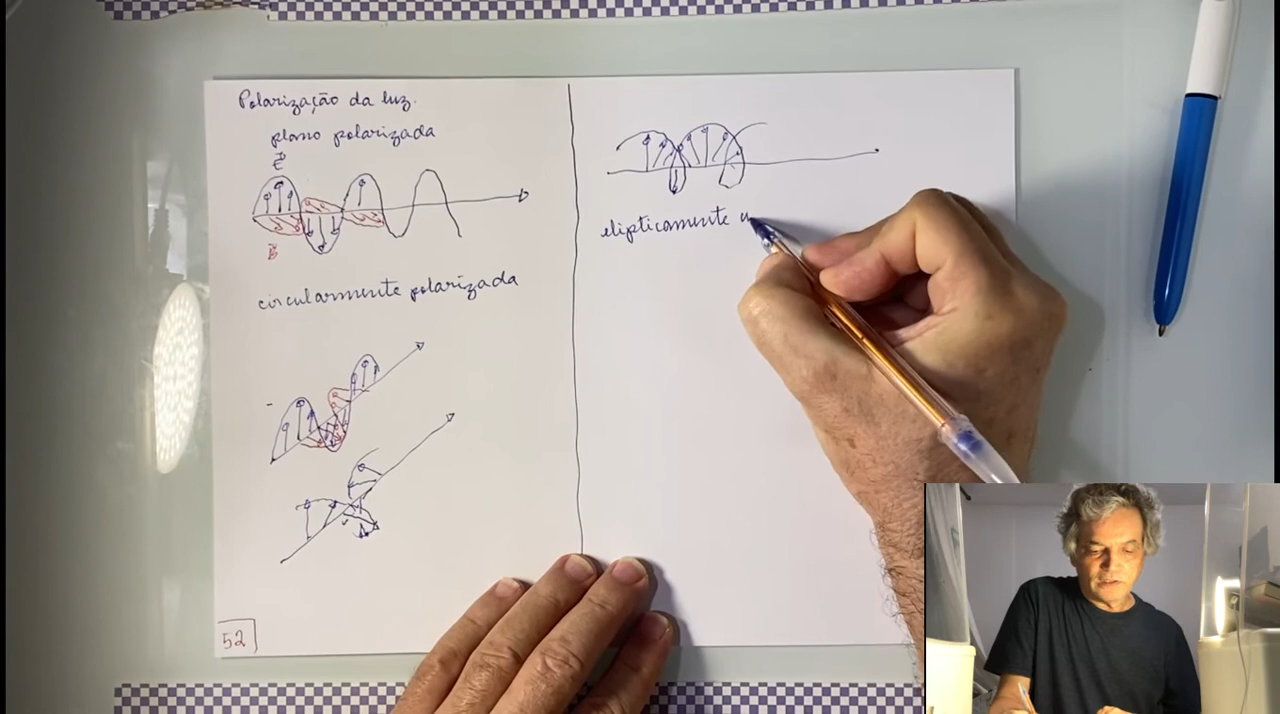 Polarização da luz.
plano polarizada
E
B
circularmente polarizada
52
elipticamente